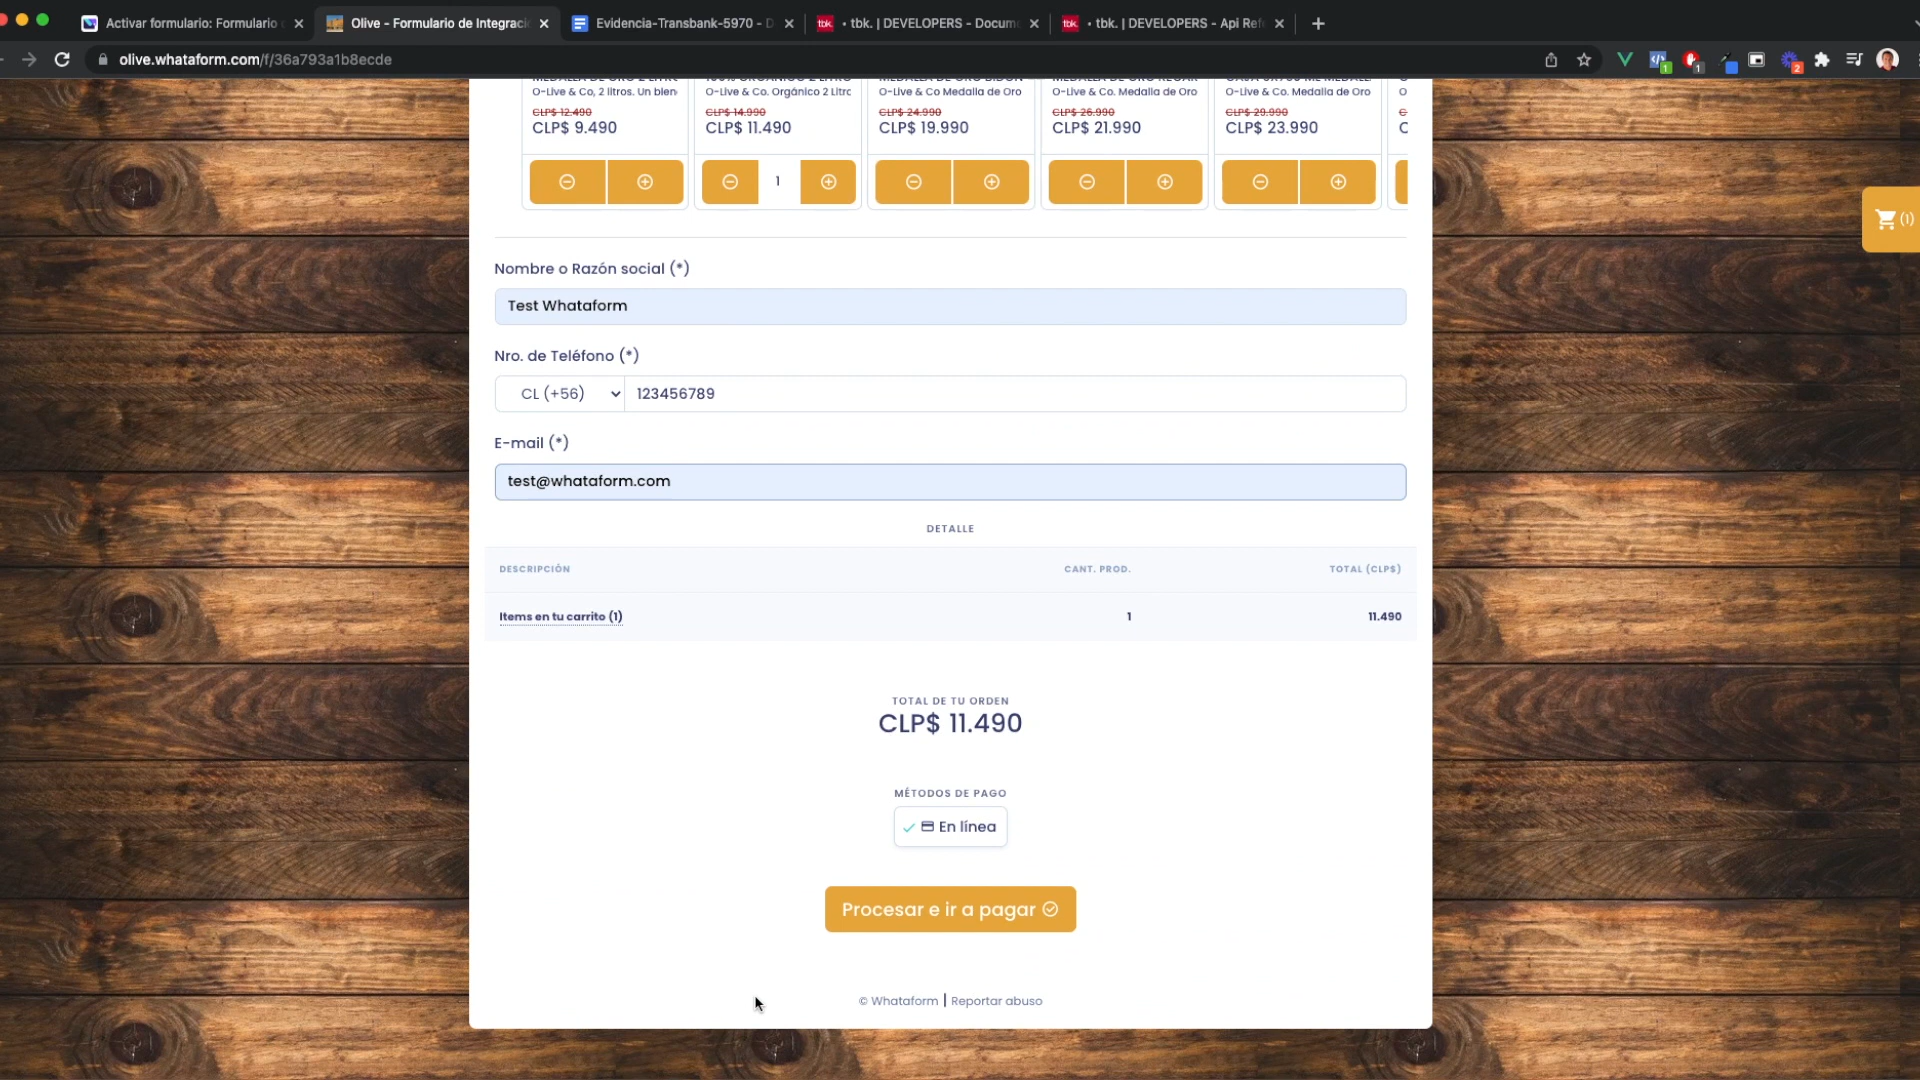 Activar formulario: Formulario
Olive - Formulario de Integraci
Evidencia-Transbank-5970 - D
tbk. • tbk. | DEVELOPERS - Docum
tbk. • tbk. | DEVELOPERS - Api Ref
olive.whataform.com/f/36a793a1b8ecde
1
1
2
O-Live & Co, 2 litros. Un blen
O-Live & Co. Orgánico 2 Litro
O-Live & Co Medalla de Oro
O-Live & Co. Medalla de Oro
O-Live & Co. Medalla de Oro
CLP$ 12.490
CLP$ 14.990
CLP$ 24.990
CLP$ 26.990
CLP$ 29.990
CLP$ 9.490
CLP$ 11.490
CLP$ 19.990
CLP$ 21.990
CLP$ 23.990
1
(1)
Nombre o Razón social (*)
Test Whataform
Nro. de Teléfono (*)
CL (+56)
123456789
E-mail (*)
test@whataform.com
DETALLE
DESCRIPCIÓN CANT. PROD. TOTAL (CLP$)
Items en tu carrito (1) 1 11.490
TOTAL DE TU ORDEN
CLP$ 11.490
MÉTODOS DE PAGO
En línea
Procesar e ir a pagar
© Whataform | Reportar abuso